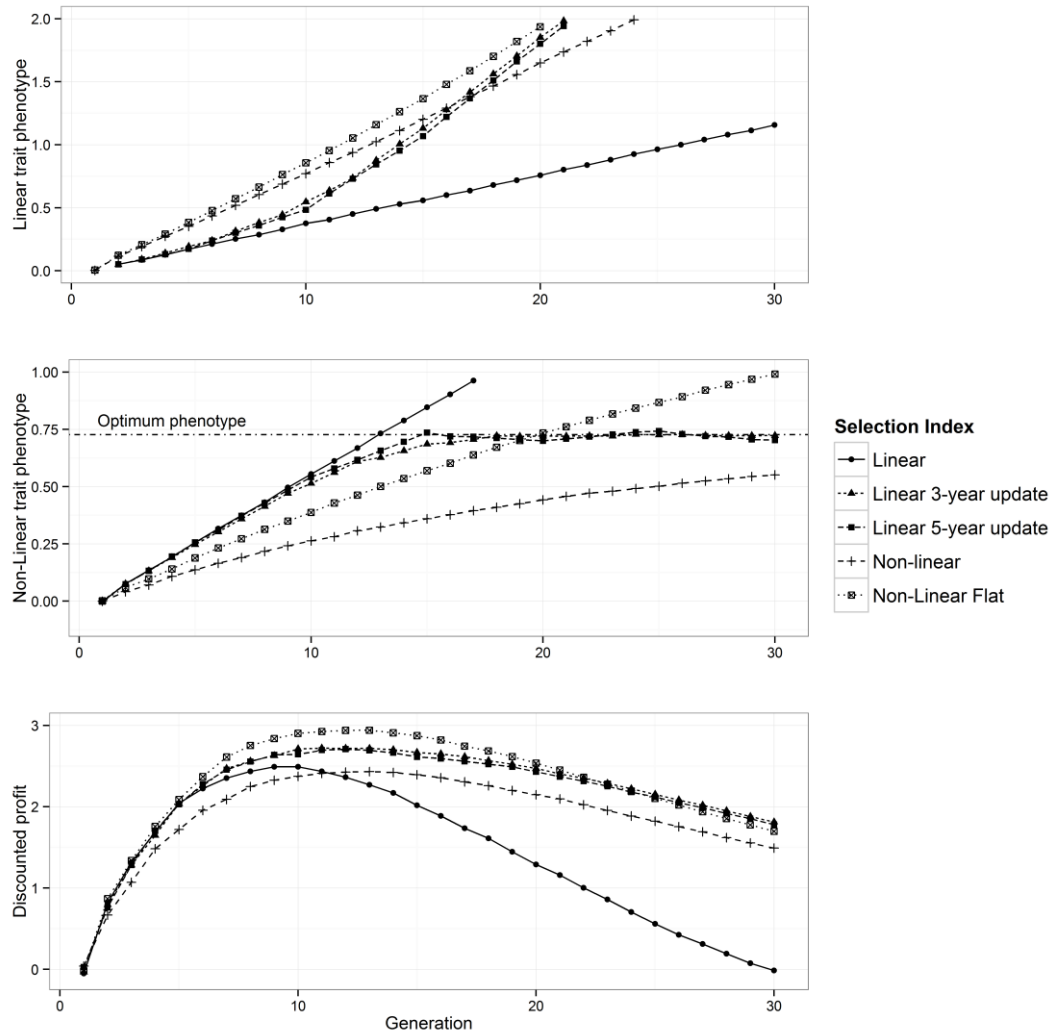 Linear trait phenotype
2.0
1.5
1.0
0.5
0.0
0
10
20
30
Non-Linear trait phenotype
1.00
0.75
0.50
0.25
0.00
Optimum phenotype
0
10
20
30
Selection Index
Linear
Linear 3-year update
Linear 5-year update
Non-linear
Non-Linear Flat
Discounted profit
3
2
1
0
0
10
20
30
Generation